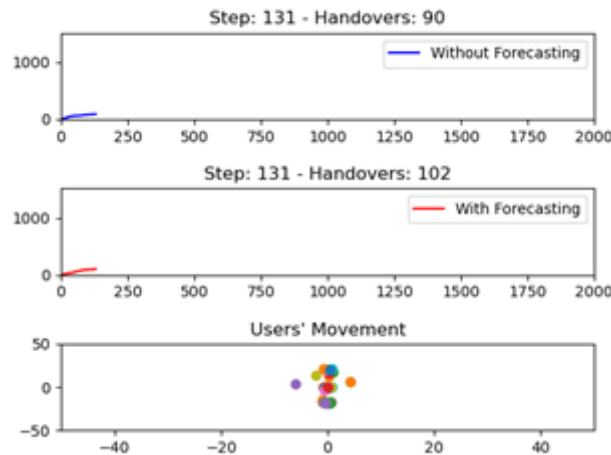 Step: 131 - Handovers: 90
1000
0
Without Forecasting
0 250 500 750 1000 1250 1500 1750 2000
Step: 131 - Handovers: 102
1000
0
With Forecasting
0 250 500 750 1000 1250 1500 1750 2000
Users' Movement
50
0
−50
−40 −20 0 20 40